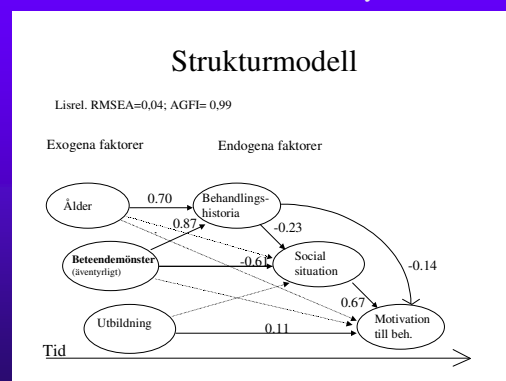 Strukturmodell
Lisrel. RMSEA=0,04; AGFI= 0,99
Exogena faktorer
Endogena faktorer
Ålder
0.70
Behandlings-
historia
0.87
-0.23
Beteendemönster
(äventyrligt)
-0.61
Social
situation
-0.14
0.67
Utbildning
0.11
Motivation
till beh.
Tid